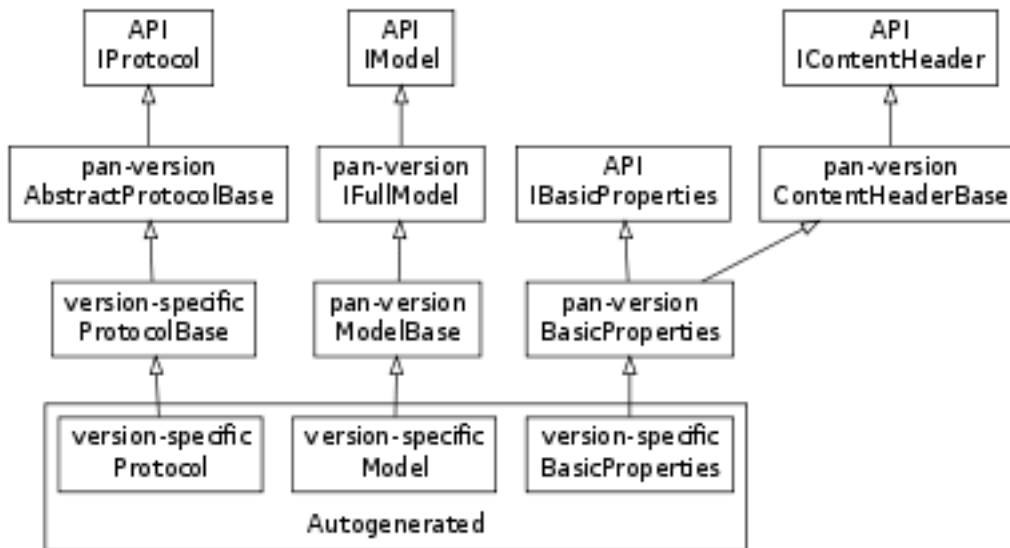 API
IProtocol
API
IModel
API
IContentHeader
pan-version
AbstractProtocolBase
pan-version
IFullModel
API
IBasicProperties
pan-version
ContentHeaderBase
version-specific
ProtocolBase
pan-version
ModelBase
pan-version
BasicProperties
version-specific
Protocol
version-specific
Model
version-specific
BasicProperties
Autogenerated